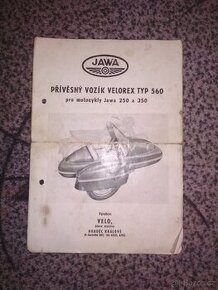 JAWA
PŘÍVĚSNÝ VOZÍK VELOREX TYP 560
pro motocykly Jawa 250 a 350
Výrobce
VELO,
HRADEC KRÁLOVÉ